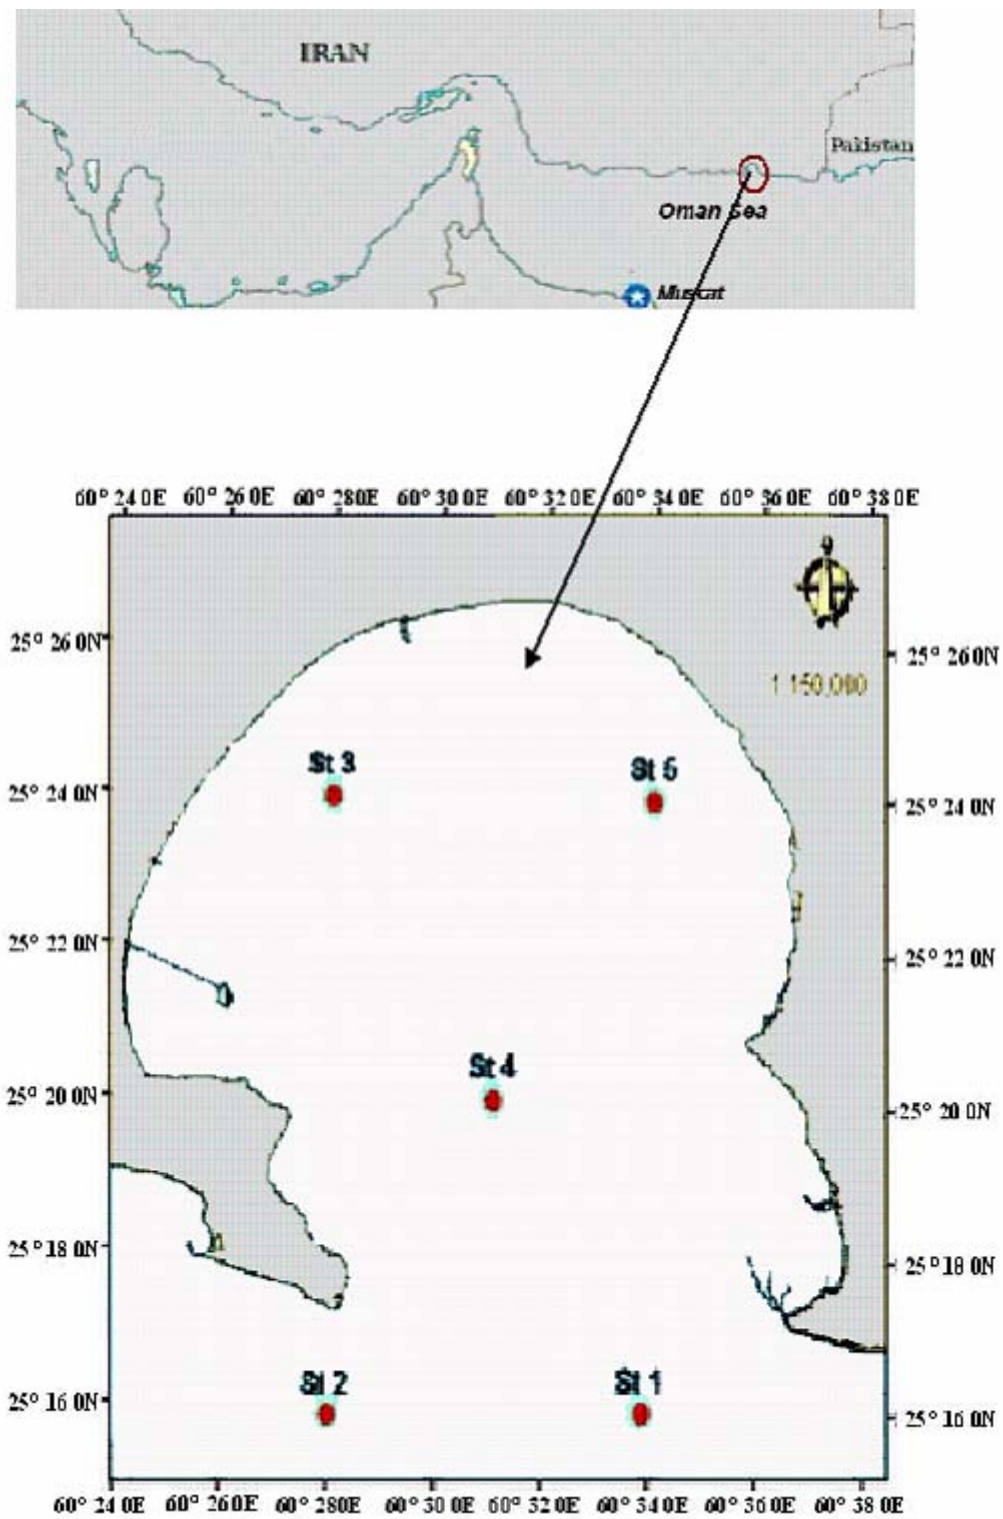 IRAN
Pakistan
Oman Sea
Muscat
60° 24 0E 60° 26 0E 60° 28 0E 60° 30 0E 60° 32 0E 60° 34 0E 60° 36 0E 60° 38 0E
25° 26 0N
25° 26 0N
1 150,000
St 3
St 5
25° 24 0N
25° 24 0N
25° 22 0N
25° 22 0N
St 4
25° 20 0N
25° 20 0N
25° 18 0N
25° 18 0N
St 2
St 1
25° 16 0N
25° 16 0N
60° 24 0E 60° 26 0E 60° 28 0E 60° 30 0E 60° 32 0E 60° 34 0E 60° 36 0E 60° 38 0E